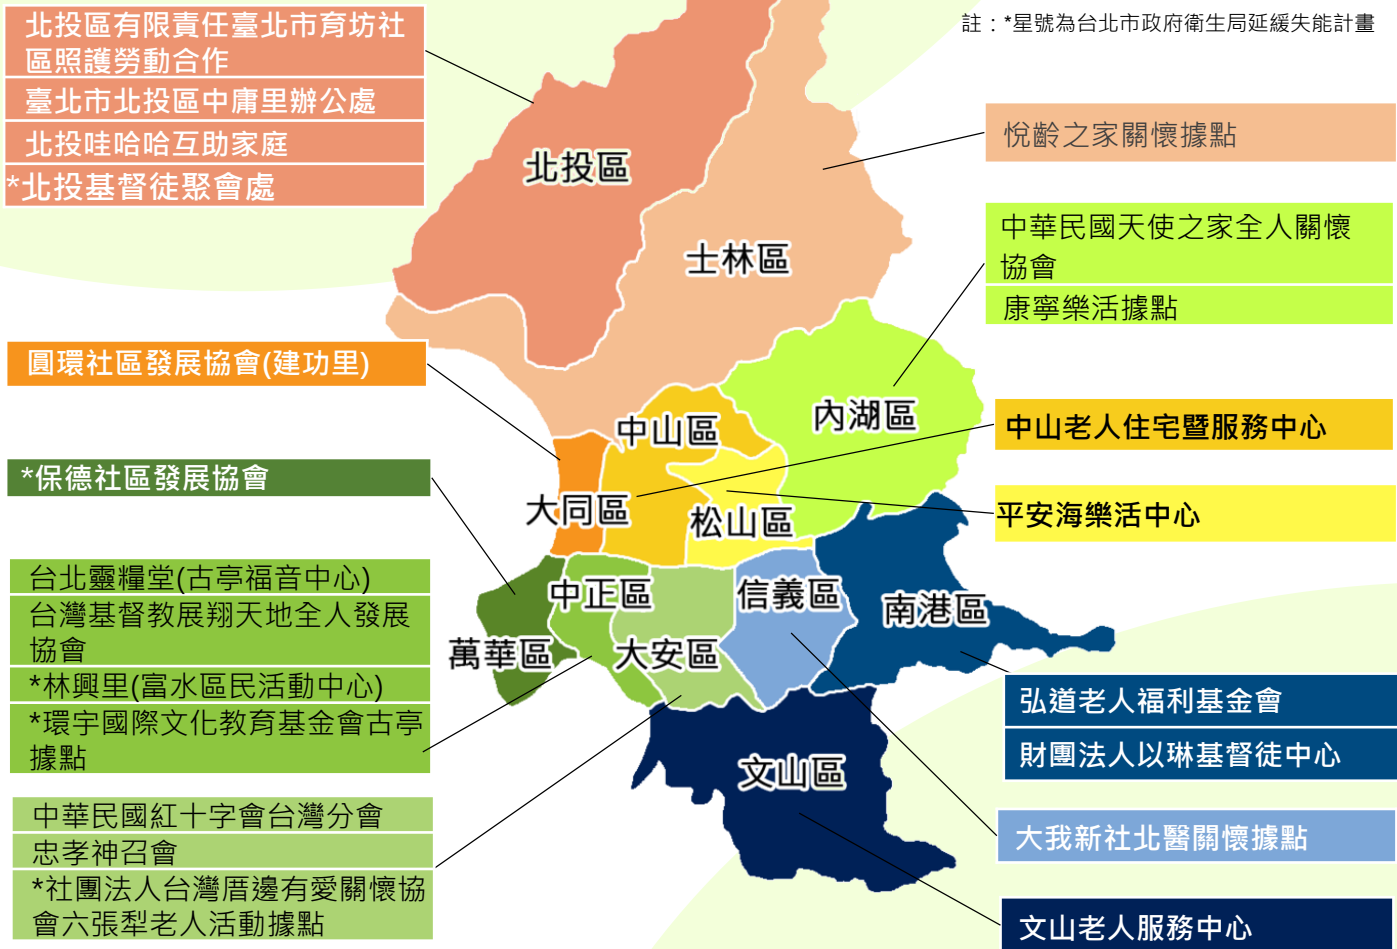 註：*星號為台北市政府衛生局延緩失能計畫
北投區有限責任臺北市育坊社
區照護勞動合作
臺北市北投區中庸里辦公處
北投哇哈哈互助家庭
*北投基督徒聚會處
悅齡之家關懷據點
北投區
士林區
中華民國天使之家全人關懷
協會
康寧樂活據點
圓環社區發展協會(建功里)
中山區
內湖區
中山老人住宅暨服務中心
*保德社區發展協會
大同區
松山區
平安海樂活中心
台北靈糧堂(古亭福音中心)
台灣基督教展翔天地全人發展
協會
*林興里(富水區民活動中心)
*環宇國際文化教育基金會古亭
據點
中正區
信義區
南港區
萬華區
大安區
弘道老人福利基金會
財團法人以琳基督徒中心
文山區
中華民國紅十字會台灣分會
忠孝神召會
*社團法人台灣厝邊有愛關懷協
會六張犁老人活動據點
大我新社北醫關懷據點
文山老人服務中心